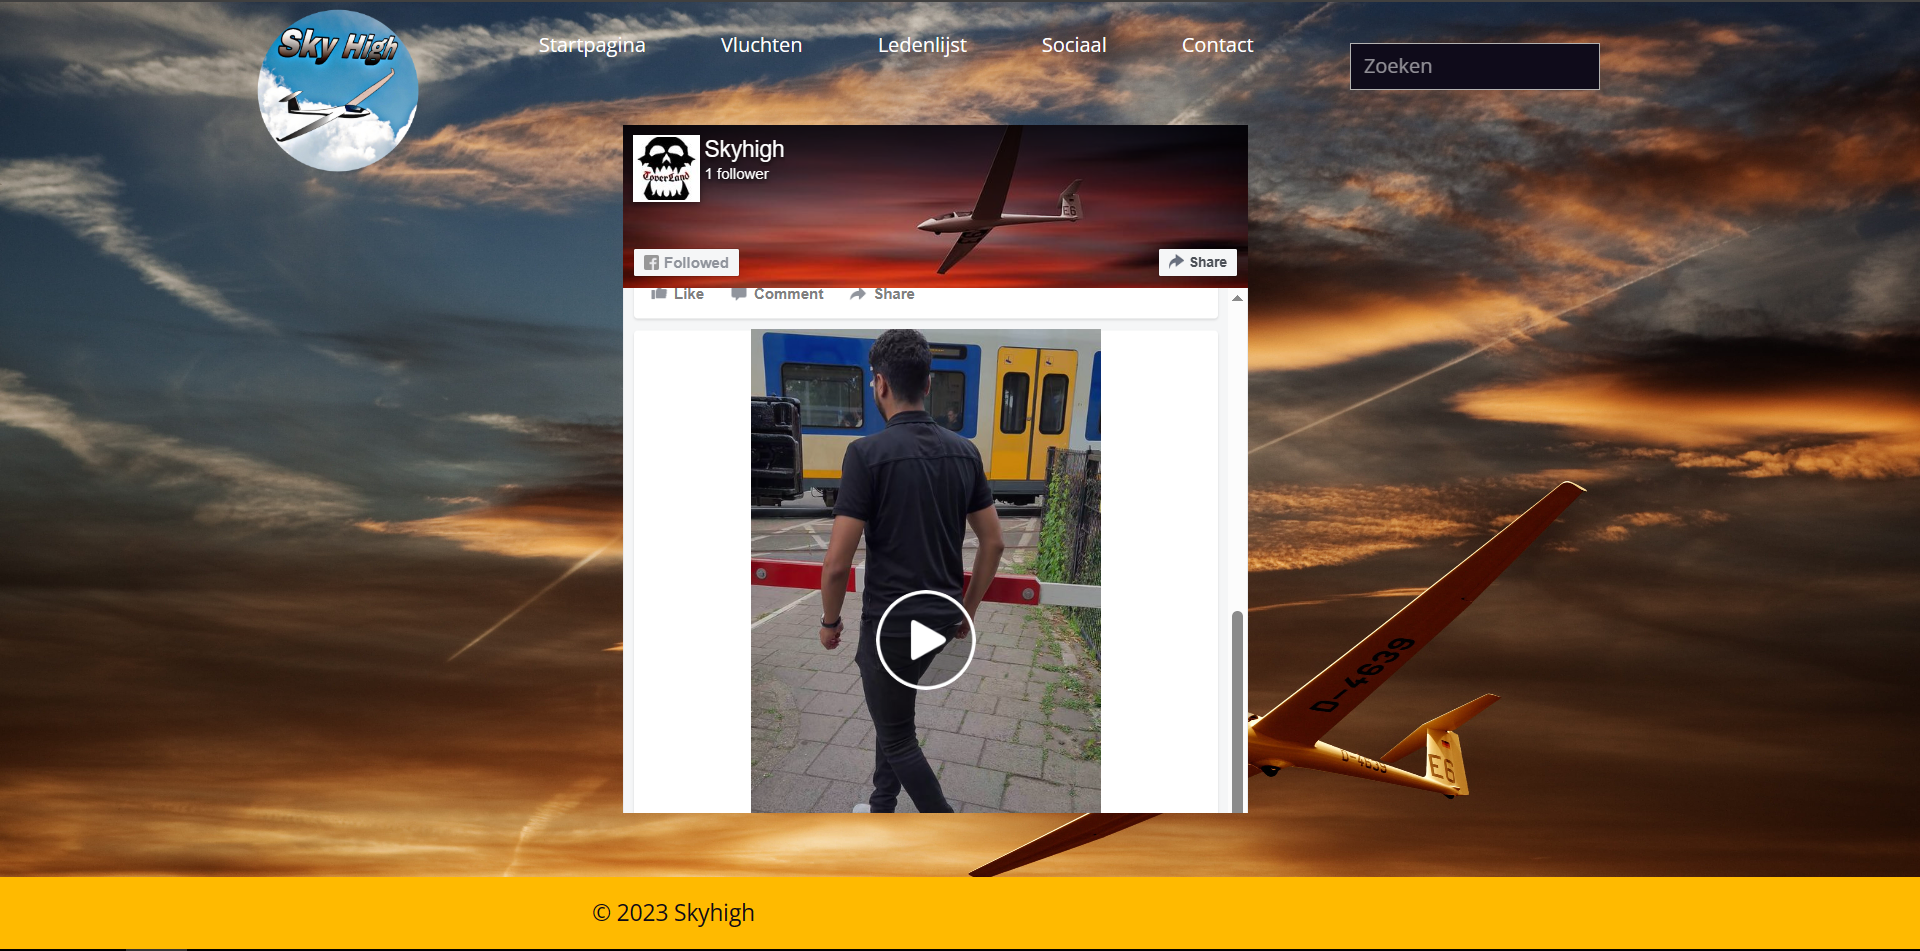 Sky High
Startpagina
Vluchten
Ledenlijst
Sociaal
Contact
Zoeken
Skyhigh
1 follower
ToverLand
E6
Followed
Share
Like
Comment
Share
D-4639
D-4639
E6
© 2023 Skyhigh